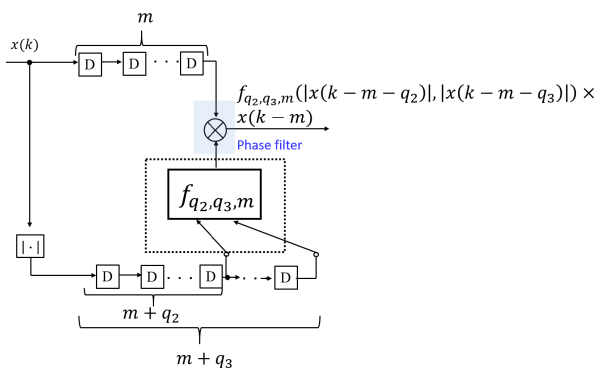 m
x(k)
D D · · · D
f_{q_2,q_3,m}(|x(k − m − q_2)|, |x(k − m − q_3)|) ×
x(k − m)
Phase filter
f_{q_2,q_3,m}
|·|
D D · · · D · · · D
m + q_2
m + q_3